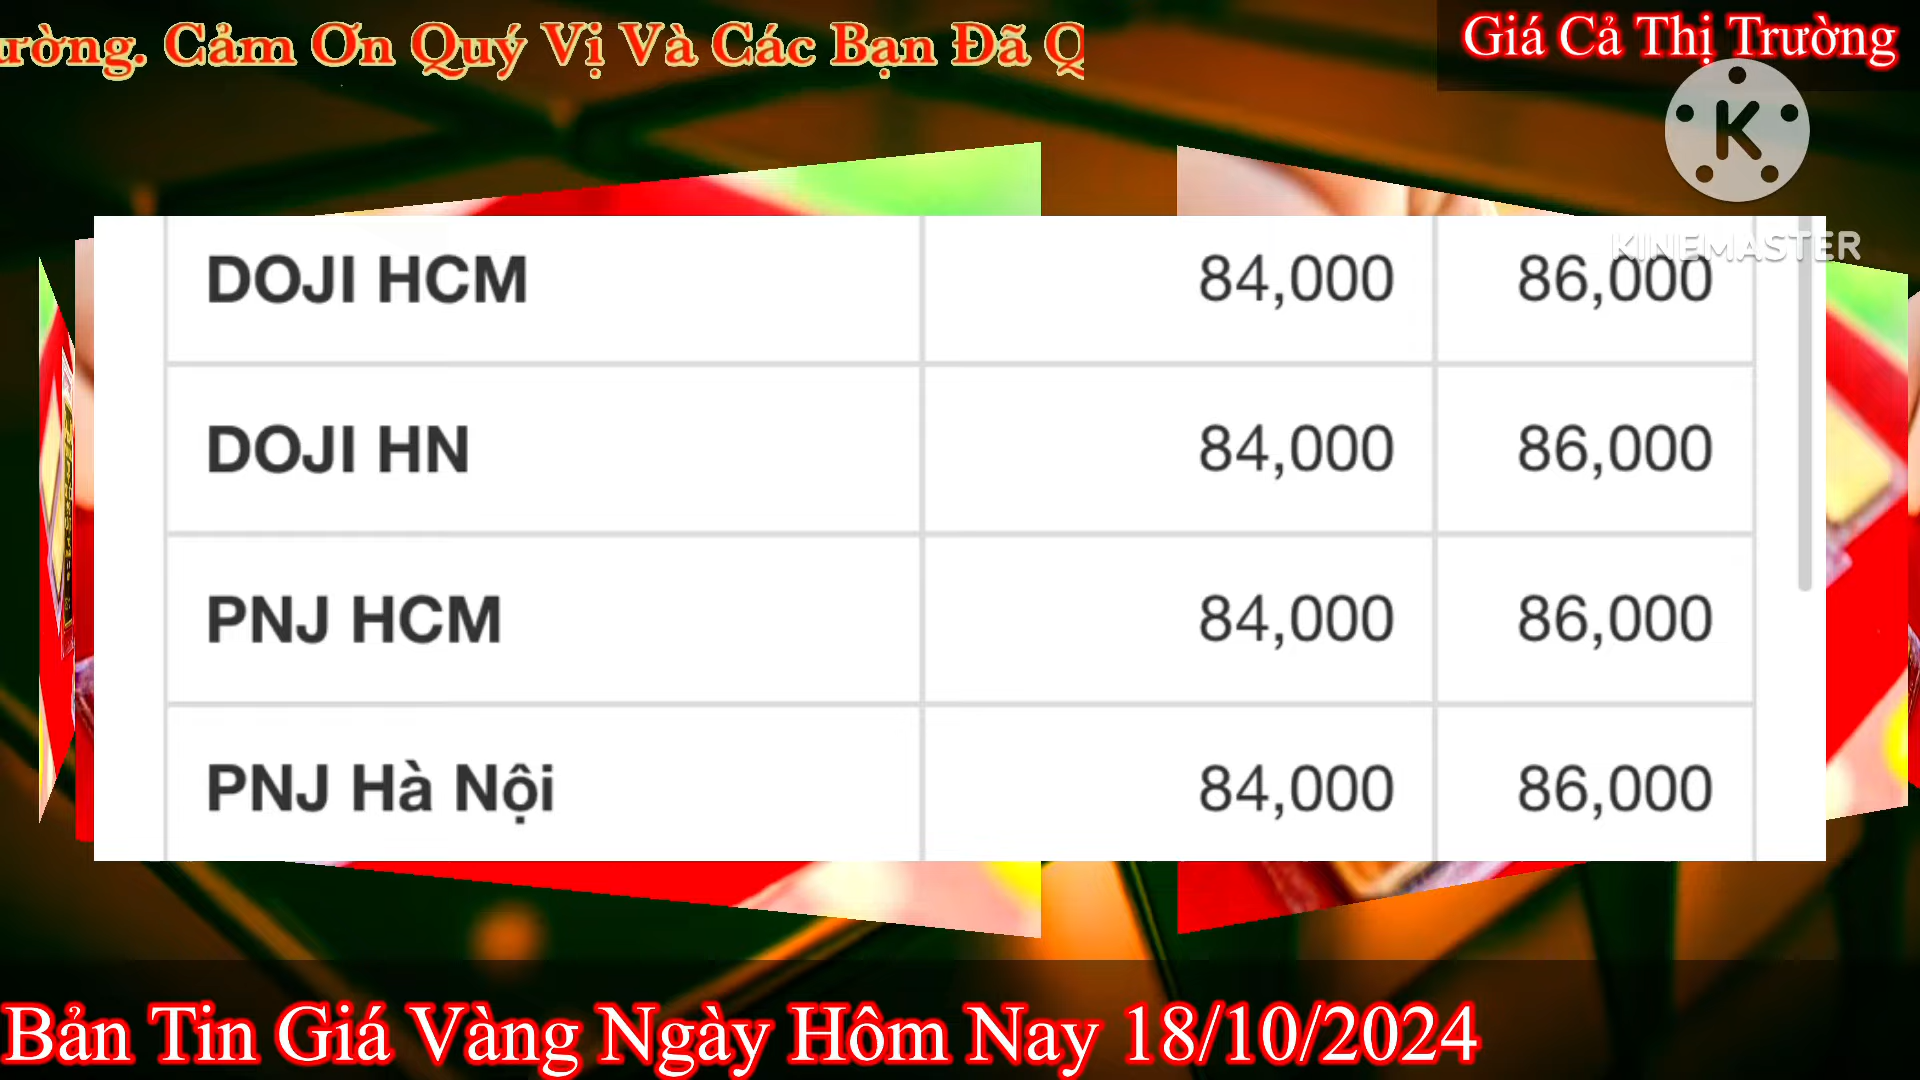 ường. Cảm Ơn Quý Vị Và Các Bạn Đã Q
Giá Cả Thị Trường
K
KINEMASTER
DOJI HCM 84,000 86,000
DOJI HN 84,000 86,000
PNJ HCM 84,000 86,000
PNJ Hà Nội 84,000 86,000
Bản Tin Giá Vàng Ngày Hôm Nay 18/10/2024